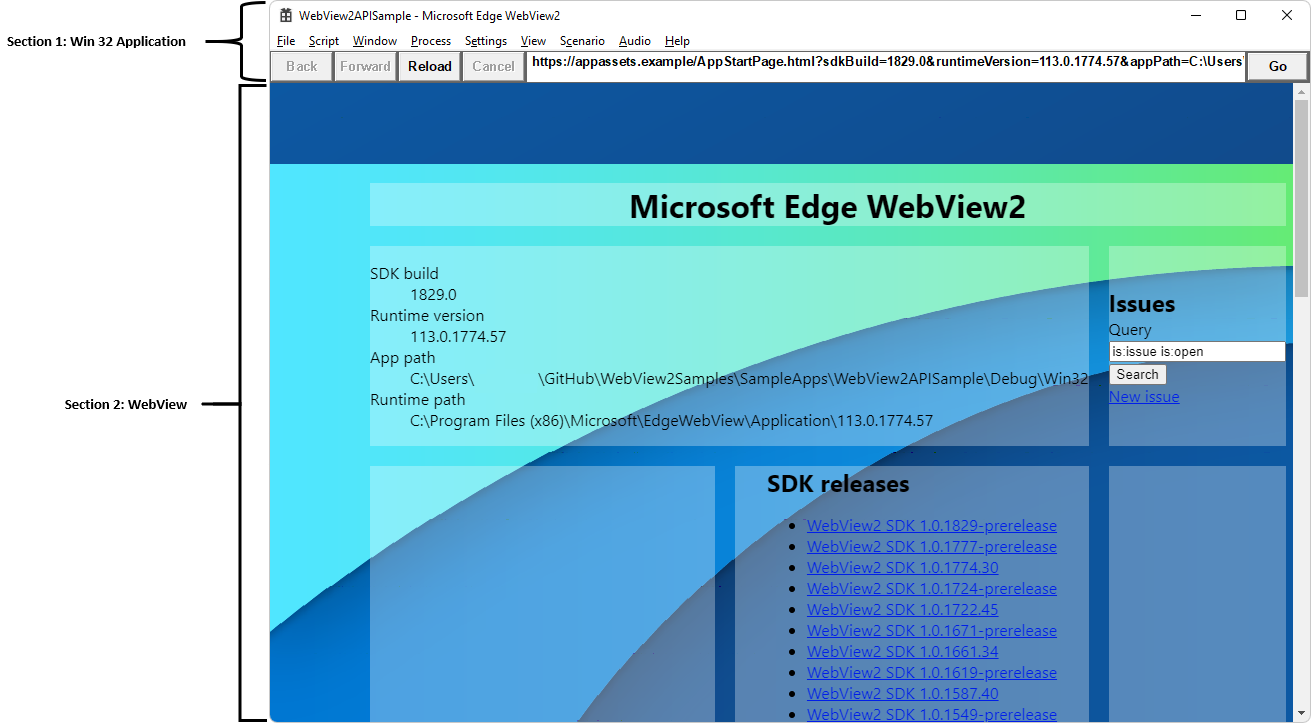 Section 1: Win 32 Application
WebView2APISample - Microsoft Edge WebView2
File Script Window Process Settings View Scenario Audio Help
Back Forward Reload Cancel https://appassets.example/AppStartPage.html?sdkBuild=1829.0&runtimeVersion=113.0.1774.57&appPath=C:\Users\ Go
Microsoft Edge WebView2
SDK build
1829.0
Runtime version
113.0.1774.57
App path
C:\Users\ \GitHub\WebView2Samples\SampleApps\WebView2APISample\Debug\Win32
Runtime path
C:\Program Files (x86)\Microsoft\EdgeWebView\Application\113.0.1774.57
Issues
Query
is:issue is:open
Search
New issue
Section 2: WebView
SDK releases
WebView2 SDK 1.0.1829-prerelease
WebView2 SDK 1.0.1777-prerelease
WebView2 SDK 1.0.1774.30
WebView2 SDK 1.0.1724-prerelease
WebView2 SDK 1.0.1722.45
WebView2 SDK 1.0.1671-prerelease
WebView2 SDK 1.0.1661.34
WebView2 SDK 1.0.1619-prerelease
WebView2 SDK 1.0.1587.40
WebView2 SDK 1.0.1549-prerelease